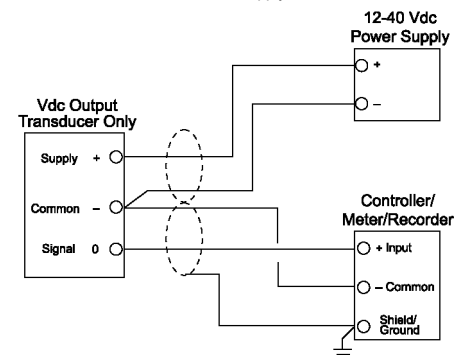 12-40 Vdc
Power Supply
+
–
Vdc Output
Transducer Only
Supply +
Common –
Signal 0
Controller/
Meter/Recorder
+ Input
– Common
Shield/
Ground